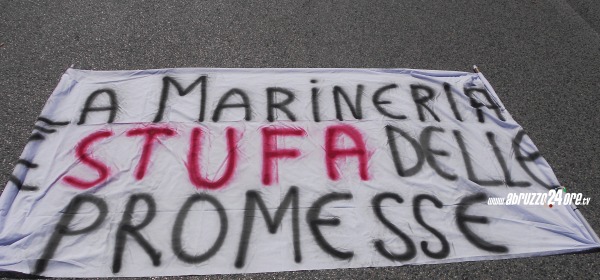 LA MARINERIA
È STUFA DELLE
PROMESSE
www.abruzzo24ore.tv